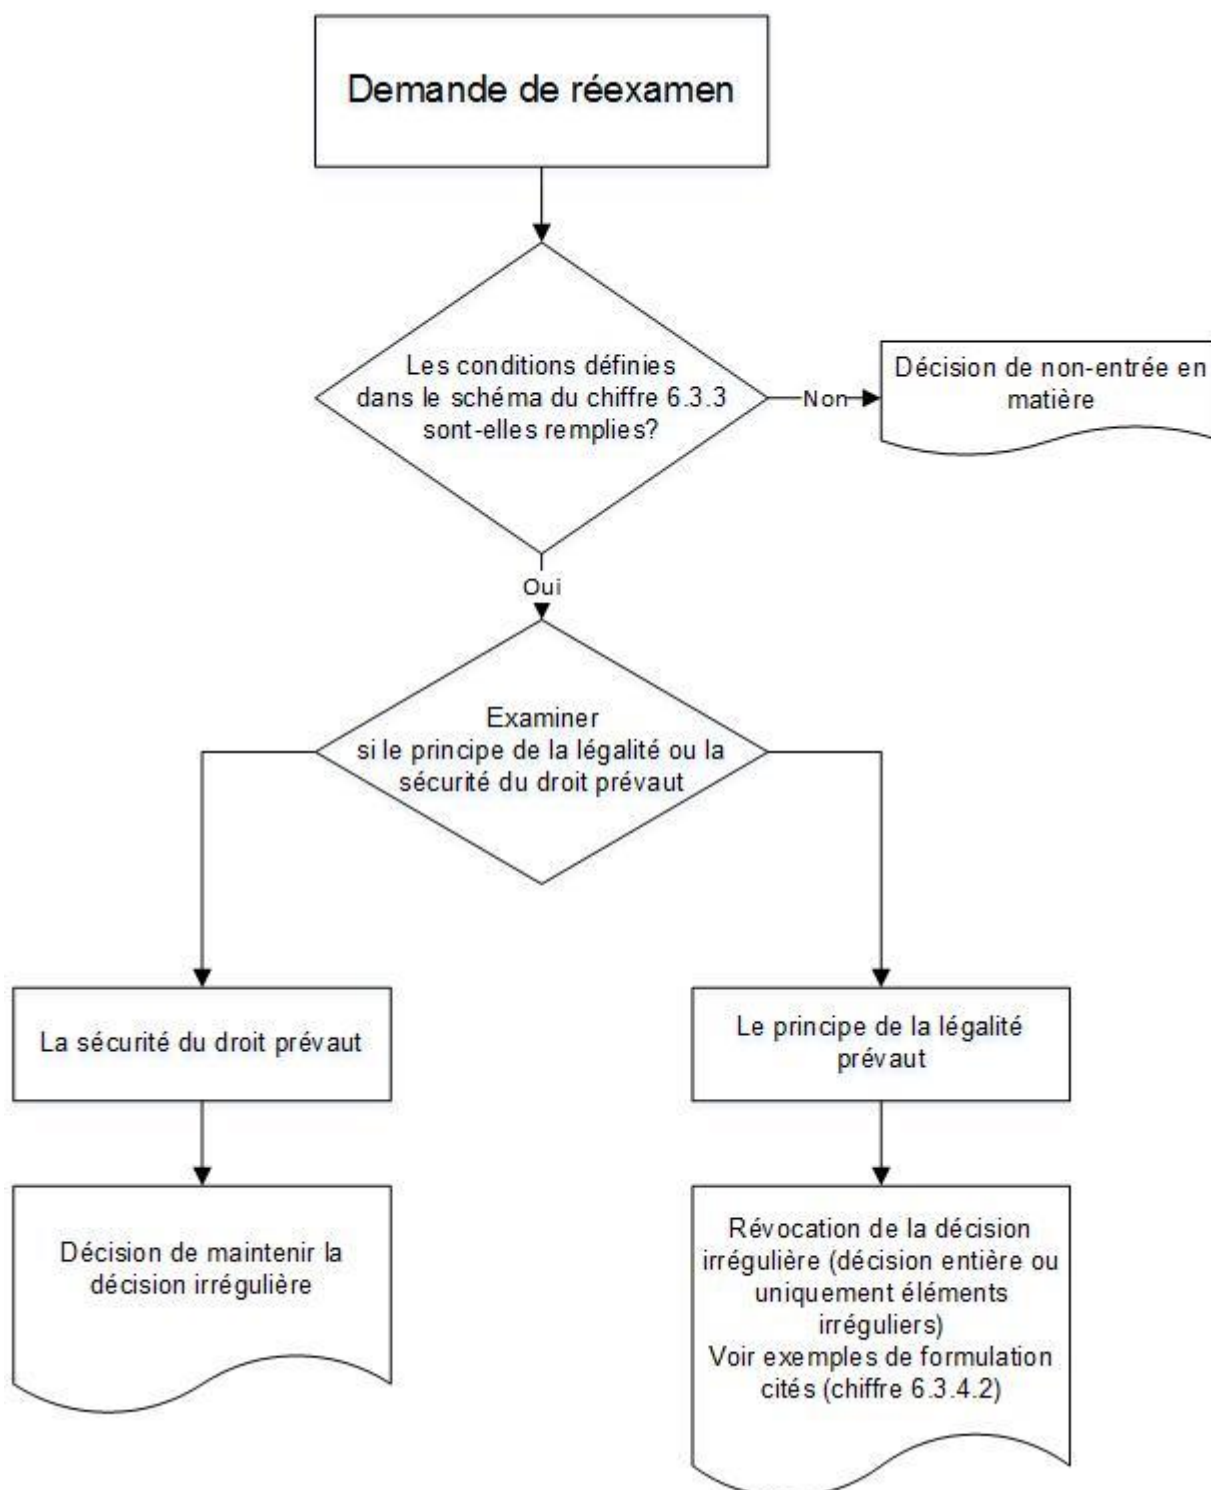 Demande de réexamen
Les conditions définies
dans le schéma du chiffre 6.3.3
sont-elles remplies?
Non
Décision de non-entrée en
matière
Oui
Examiner
si le principe de la légalité ou la
sécurité du droit prévaut
La sécurité du droit prévaut
Le principe de la légalité
prévaut
Décision de maintenir la
décision irrégulière
Révocation de la décision
irrégulière (décision entière ou
uniquement éléments
irréguliers)
Voir exemples de formulation
cités (chiffre 6.3.4.2)